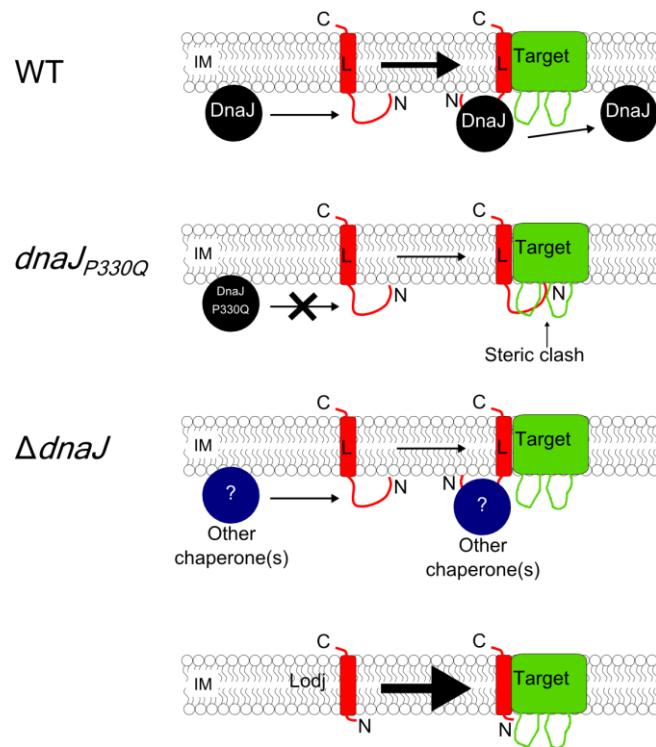 C
WT
IM
L
L
Target
N
N
DnaJ
DnaJ
DnaJ
C
C
dnaJP330Q
IM
L
L
Target
DnaJ
P330Q
N
N
Steric clash
C
C
ΔdnaJ
IM
L
L
Target
N
N
?
?
Other
chaperone(s)
Other
chaperone(s)
C
C
IM
Lodj
Target
N
N